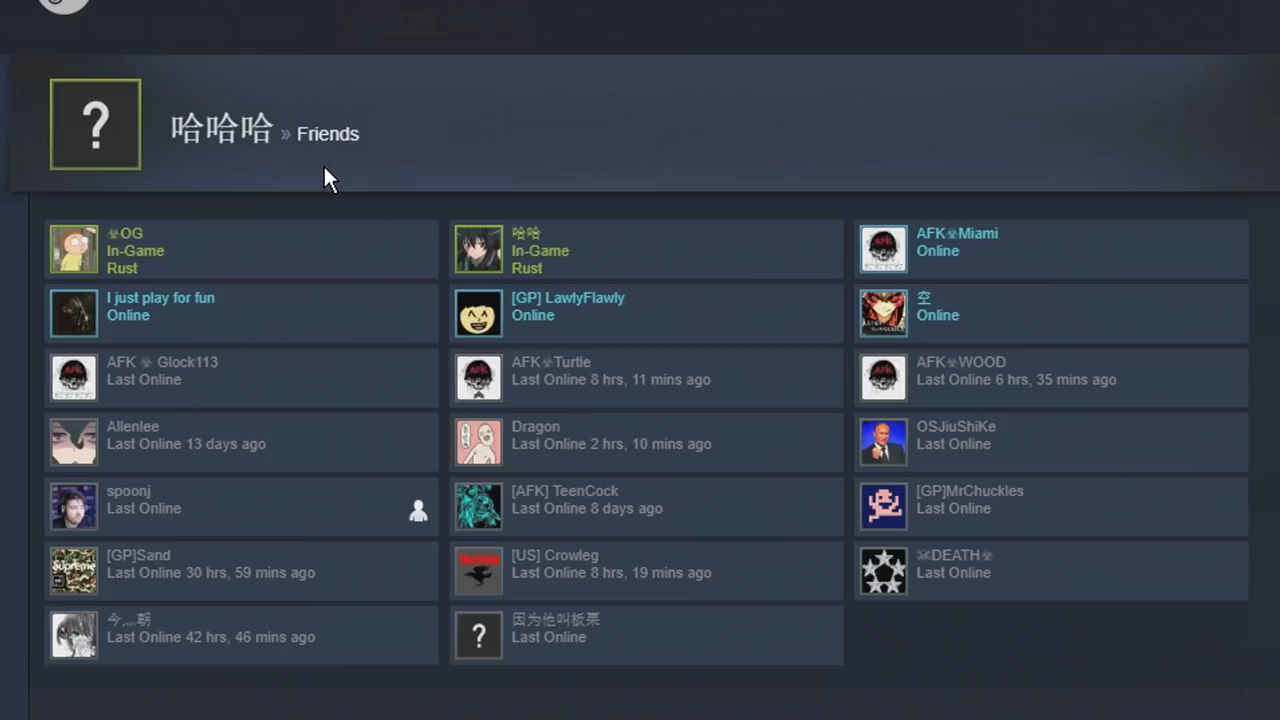 哈哈哈 » Friends
☣OG
In-Game
Rust
哈哈
In-Game
Rust
AFK☣Miami
Online
I just play for fun
Online
[GP] LawlyFlawly
Online
空
Online
AFK ☣ Glock113
Last Online
AFK☣Turtle
Last Online 8 hrs, 11 mins ago
AFK☣WOOD
Last Online 6 hrs, 35 mins ago
Allenlee
Last Online 13 days ago
Dragon
Last Online 2 hrs, 10 mins ago
OSJiuShiKe
Last Online
spoonj
Last Online
[AFK] TeenCock
Last Online 8 days ago
[GP]MrChuckles
Last Online
[GP]Sand
Last Online 30 hrs, 59 mins ago
[US] Crowleg
Last Online 8 hrs, 19 mins ago
☠DEATH☣
Last Online
今灬朝
Last Online 42 hrs, 46 mins ago
因为他叫板栗
Last Online